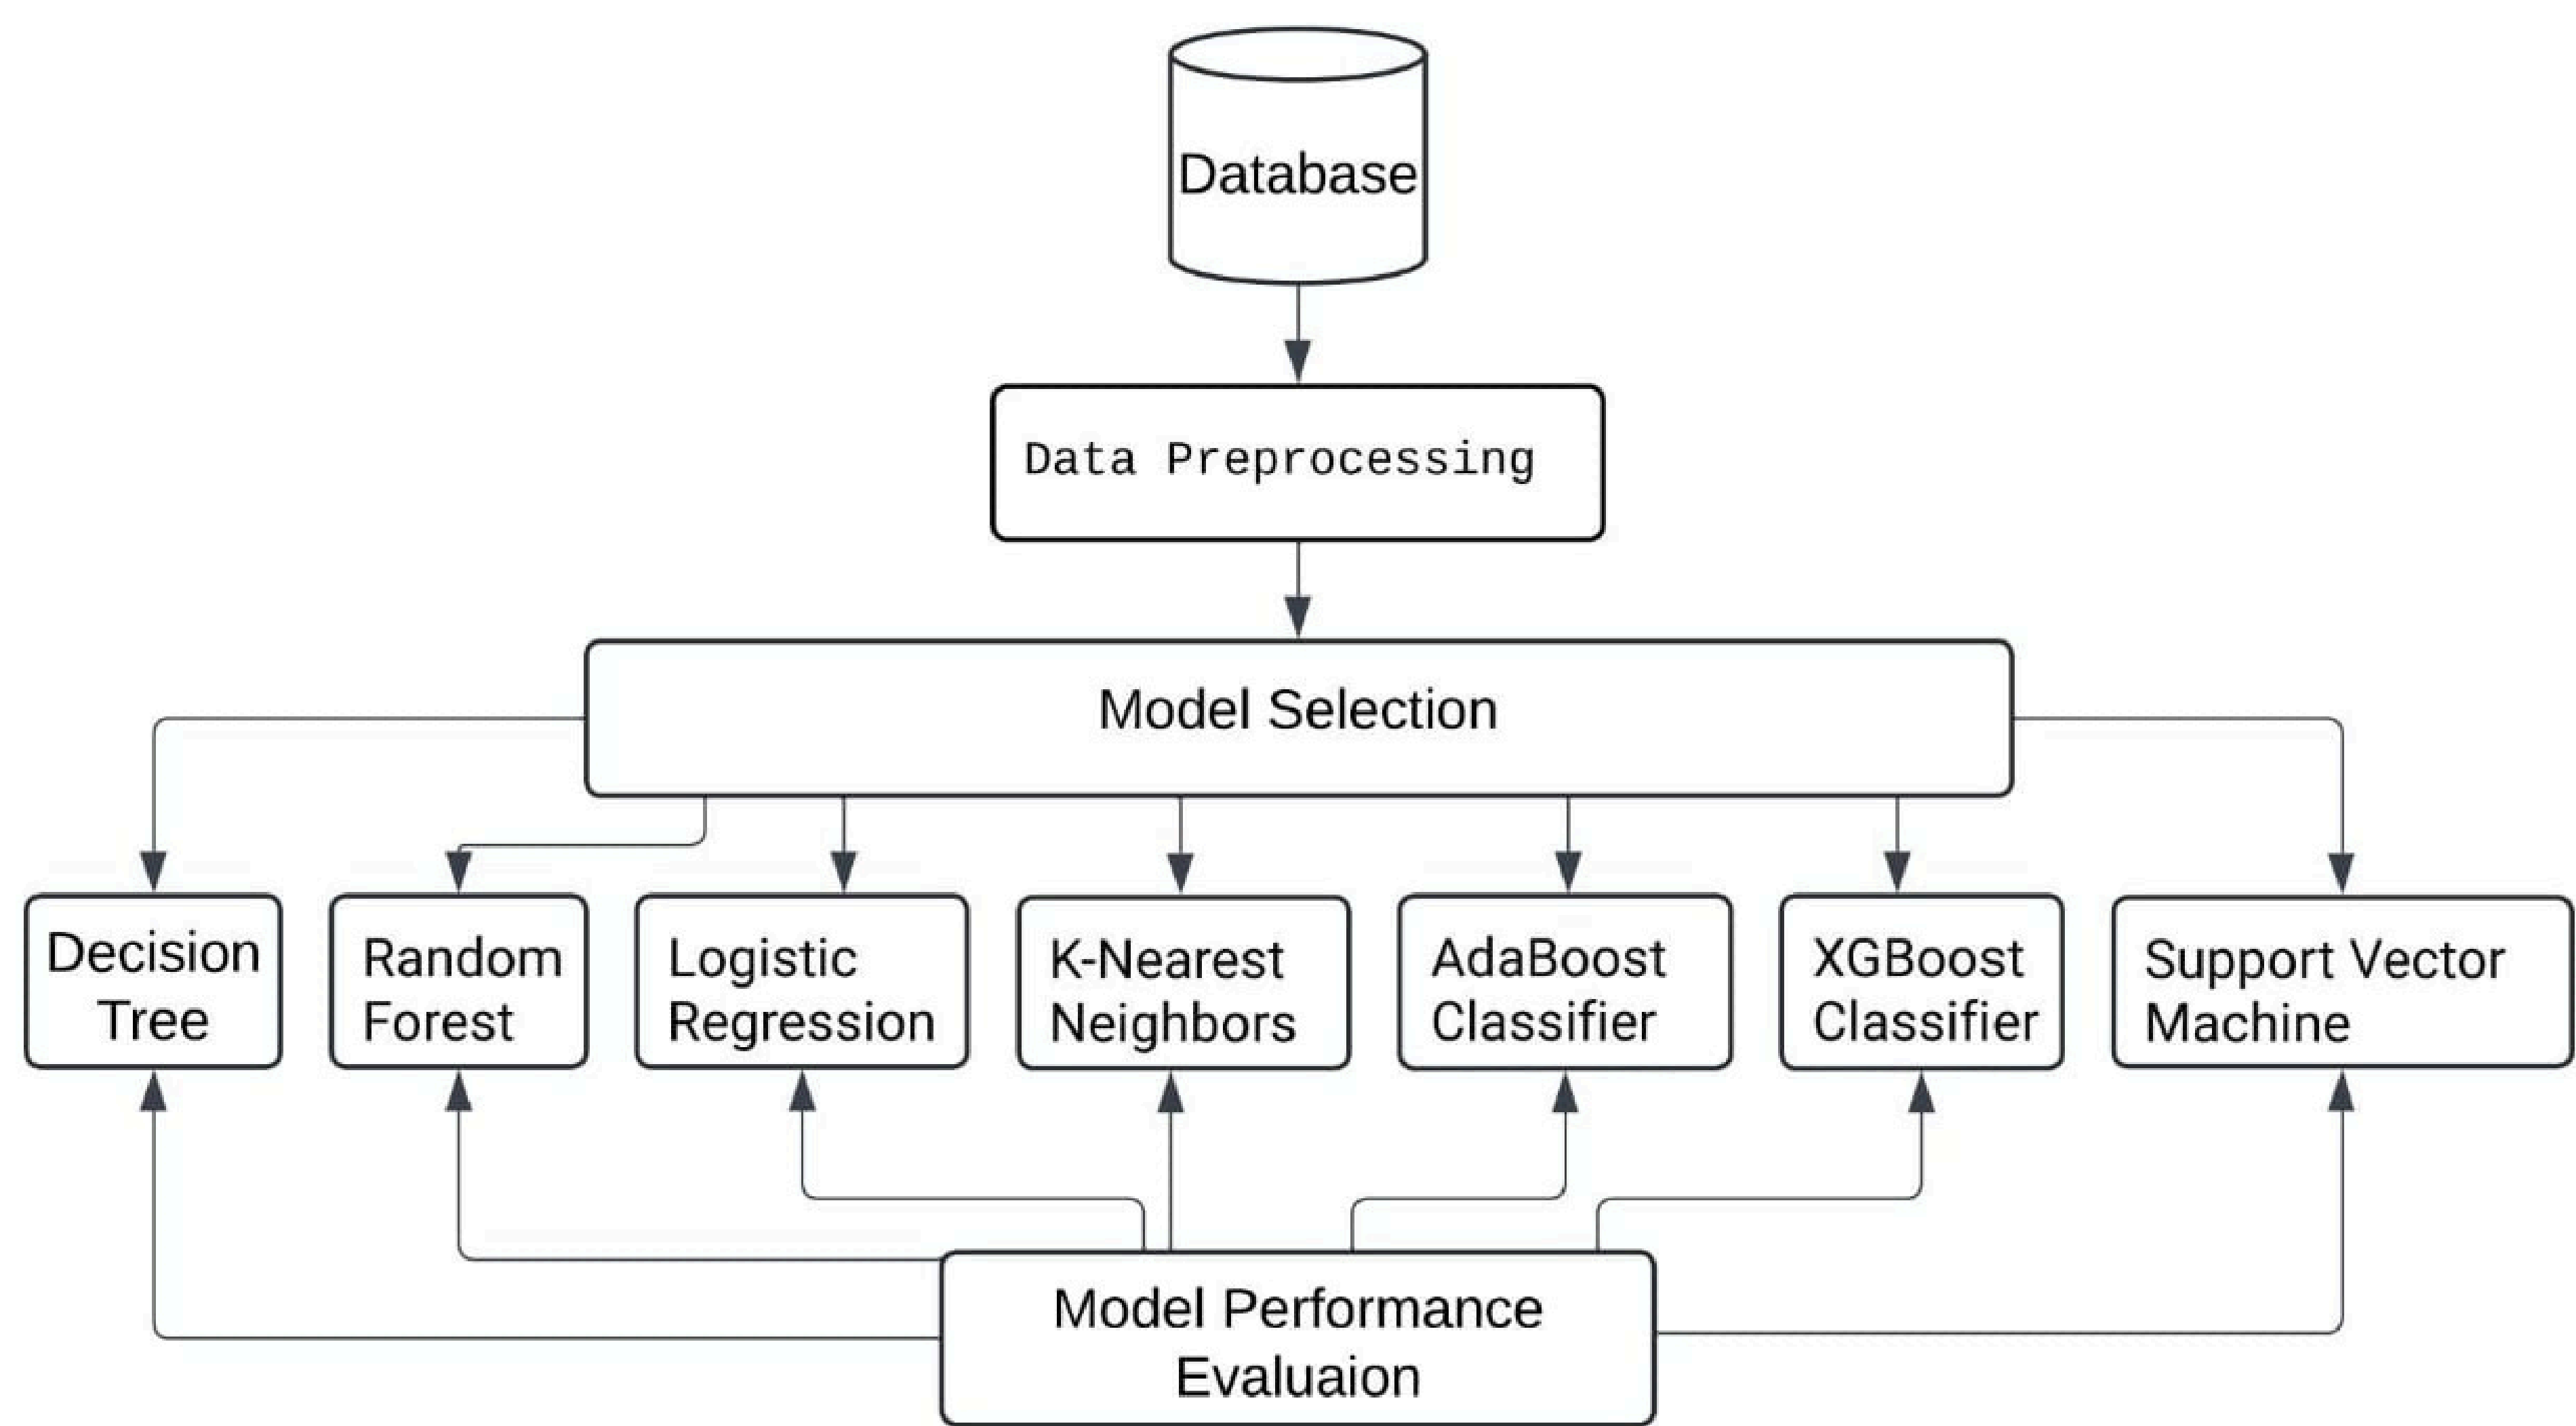 Database
Data Preprocessing
Model Selection
Decision
Tree
Random
Forest
Logistic
Regression
K-Nearest
Neighbors
AdaBoost
Classifier
XGBoost
Classifier
Support Vector
Machine
Model Performance
Evaluaion